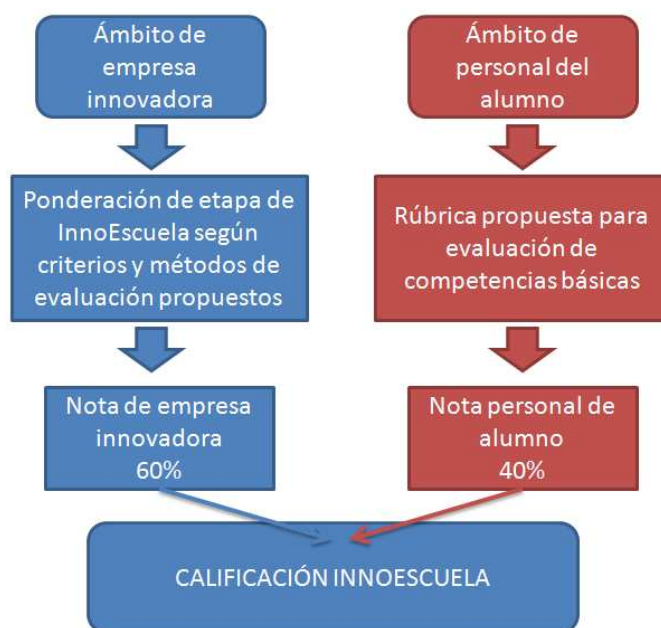 Ámbito de
empresa
innovadora
Ámbito de
personal del
alumno
Ponderación de etapa de
InnoEscuela según
criterios y métodos de
evaluación propuestos
Rúbrica propuesta para
evaluación de
competencias básicas
Nota de empresa
innovadora
60%
Nota personal de
alumno
40%
CALIFICACIÓN INNOESCUELA